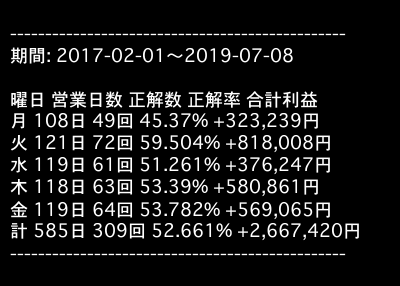 ------------------------------------------------
期間: 2017-02-01〜2019-07-08
曜日 営業日数 正解数 正解率 合計利益
月 108日 49回 45.37% +323,239円
火 121日 72回 59.504% +818,008円
水 119日 61回 51.261% +376,247円
木 118日 63回 53.39% +580,861円
金 119日 64回 53.782% +569,065円
計 585日 309回 52.661% +2,667,420円
------------------------------------------------